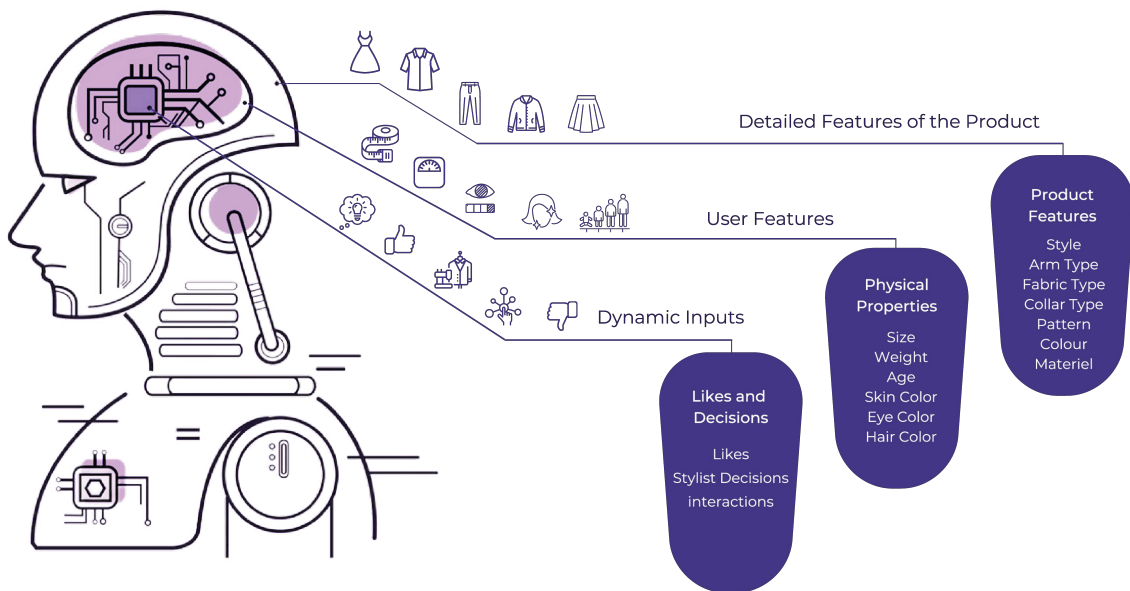 Detailed Features of the Product
Product
Features
Style
Arm Type
Fabric Type
Collar Type
Pattern
Colour
Materiel
User Features
Physical
Properties
Size
Weight
Age
Skin Color
Eye Color
Hair Color
Dynamic Inputs
Likes and
Decisions
Likes
Stylist Decisions
interactions